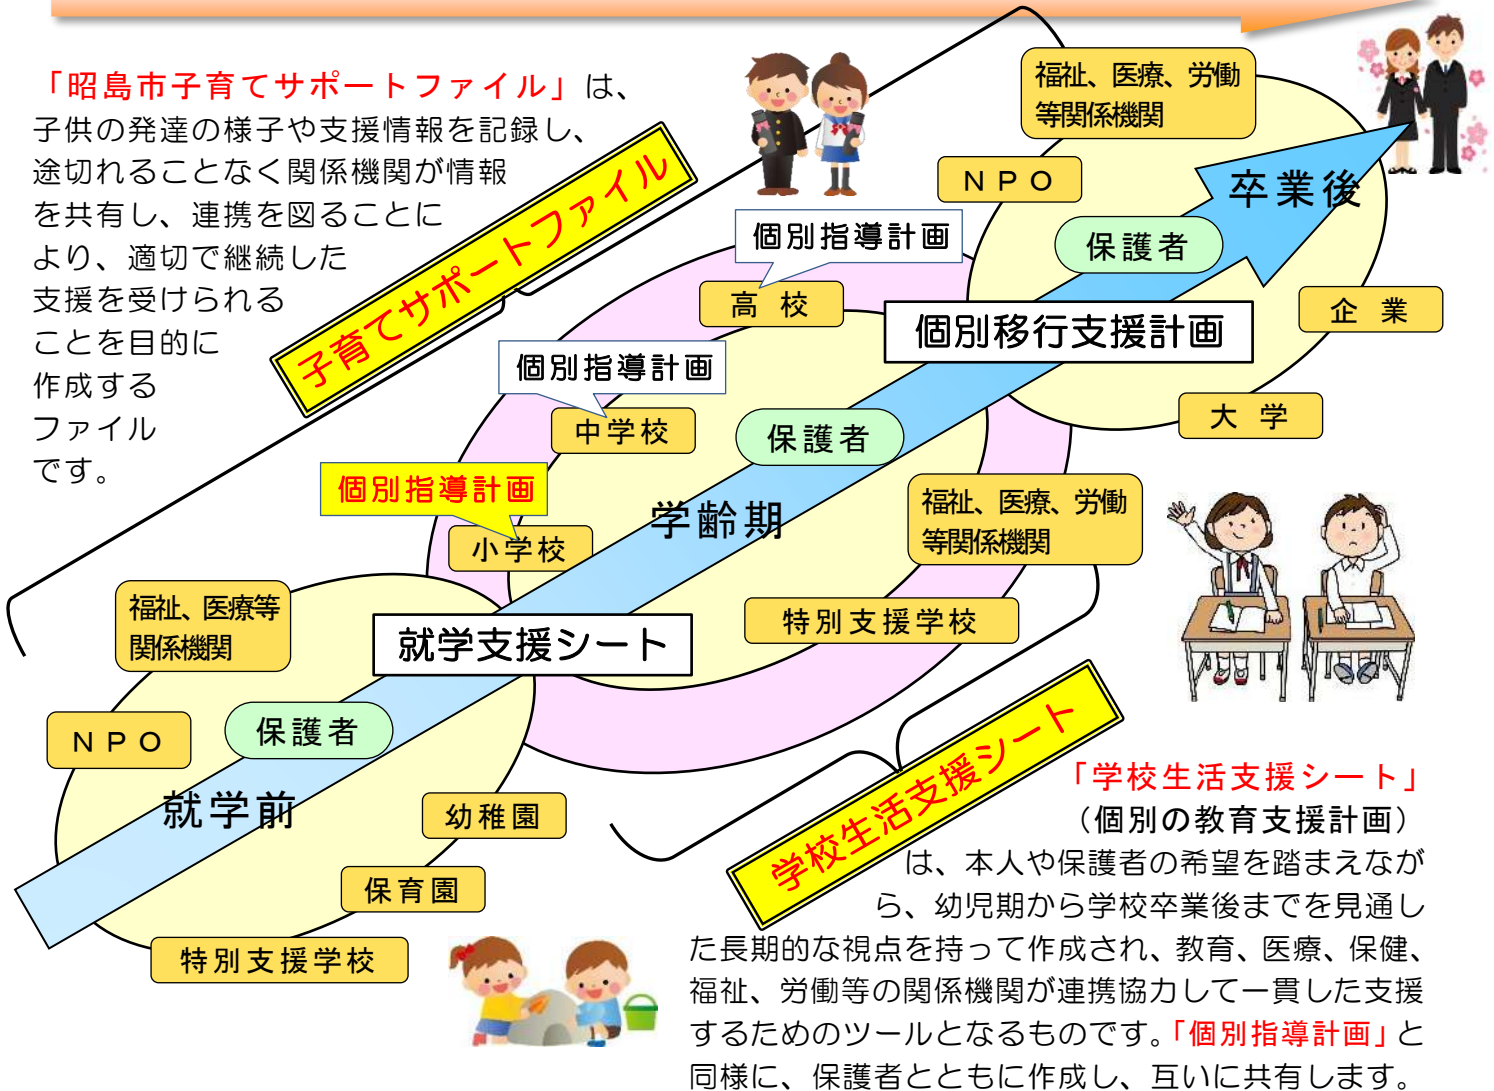 「昭島市子育てサポートファイル」は、
子供の発達の様子や支援情報を記録し、
途切れることなく関係機関が情報
を共有し、連携を図ることに
より、適切で継続した
支援を受けられる
ことを目的に
作成する
ファイル
です。
子育てサポートファイル
福祉、医療、労働
等関係機関
NPO
卒業後
保護者
個別指導計画
高校
企業
個別移行支援計画
個別指導計画
大学
中学校
保護者
個別指導計画
学齢期
福祉、医療、労働
等関係機関
小学校
福祉、医療等
関係機関
特別支援学校
就学支援シート
NPO
保護者
就学前
幼稚園
保育園
特別支援学校
学校生活支援シート
「学校生活支援シート」
（個別の教育支援計画）
は、本人や保護者の希望を踏まえなが
ら、幼児期から学校卒業後までを見通し
た長期的な視点を持って作成され、教育、医療、保健、
福祉、労働等の関係機関が連携協力して一貫した支援
するためのツールとなるものです。「個別指導計画」と
同様に、保護者とともに作成し、互いに共有します。